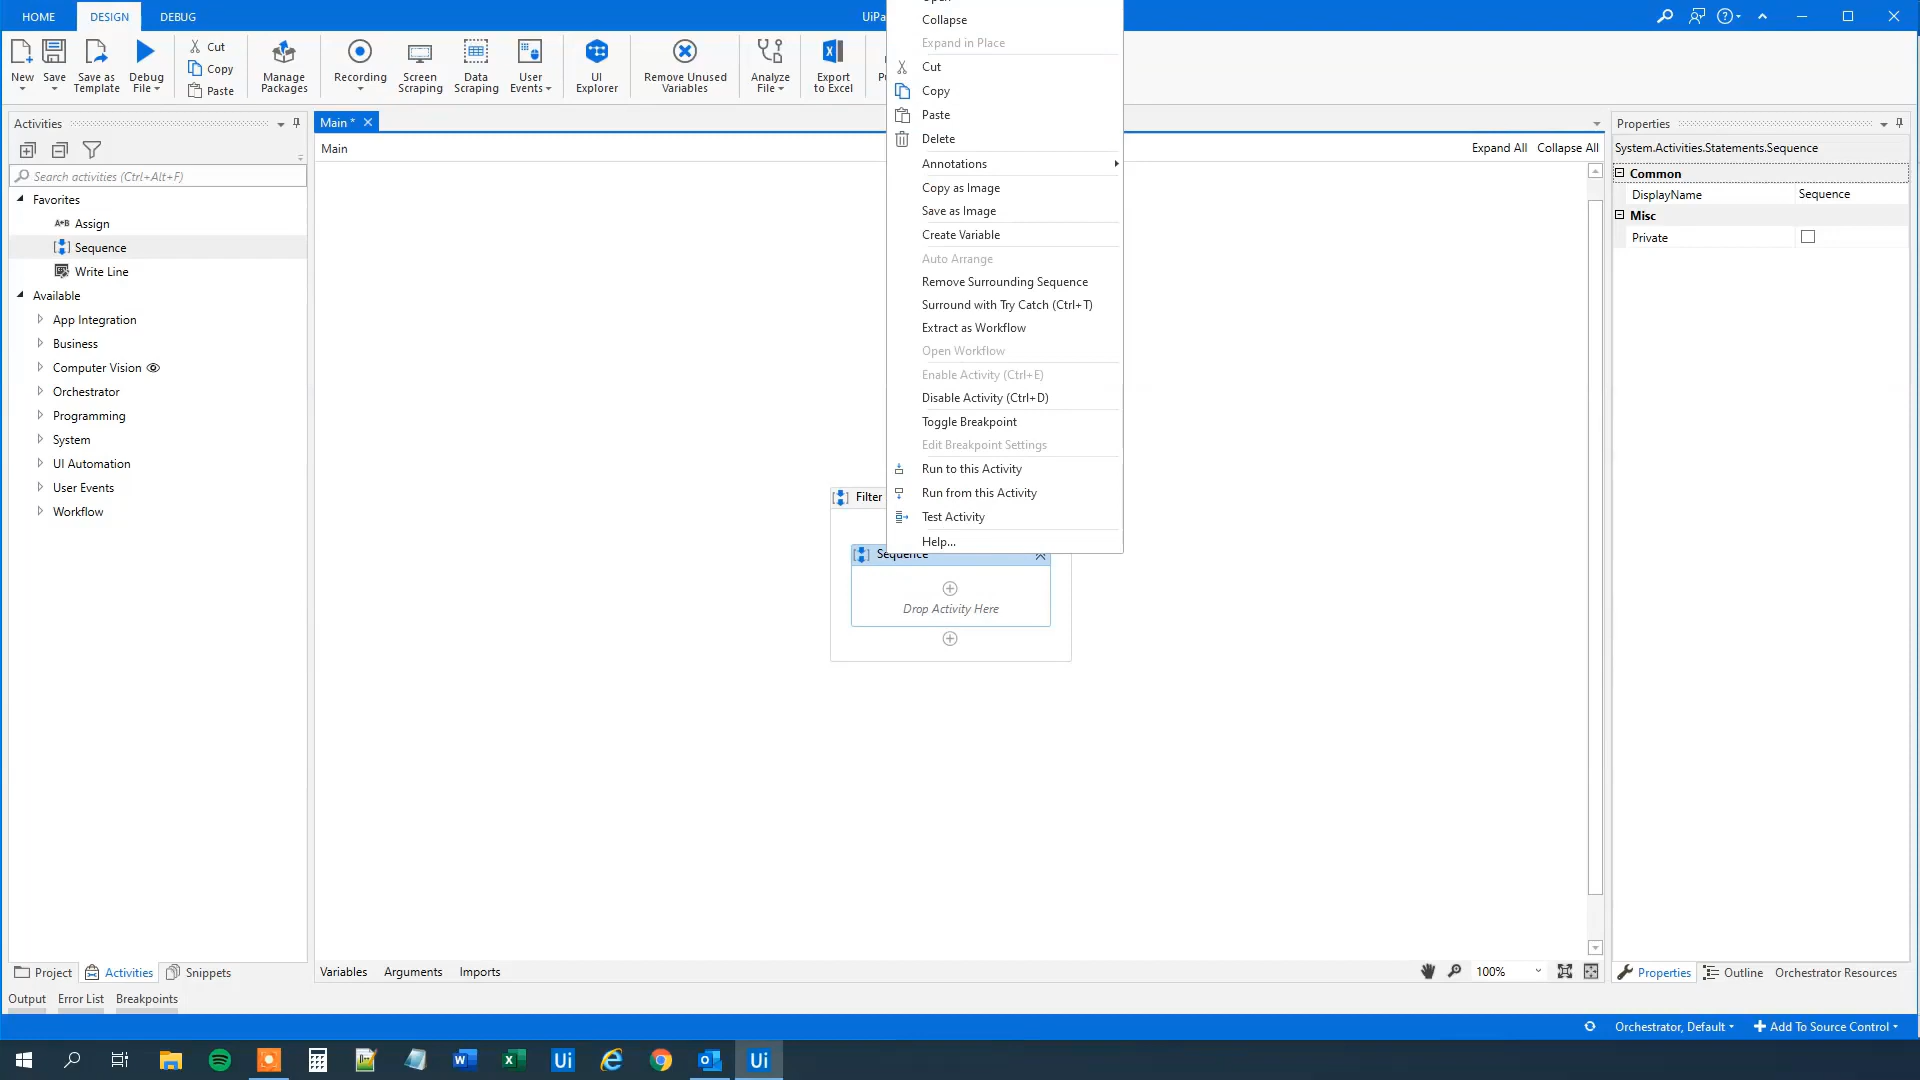 HOME DESIGN DEBUG UiPa
New Save Save as Template Debug File
Cut
Copy
Paste
Manage Packages
Recording
Screen Scraping
Data Scraping
User Events
UI Explorer
Remove Unused Variables
Analyze File
Export to Excel
Activities
Search activities (Ctrl+Alt+F)
Favorites
Assign
Sequence
Write Line
Available
App Integration
Business
Computer Vision
Orchestrator
Programming
System
UI Automation
User Events
Workflow
Project Activities Snippets
Output Error List Breakpoints
Main *
Main
Expand All Collapse All
Collapse
Expand in Place
Cut
Copy
Paste
Delete
Annotations
Copy as Image
Save as Image
Create Variable
Auto Arrange
Remove Surrounding Sequence
Surround with Try Catch (Ctrl+T)
Extract as Workflow
Open Workflow
Enable Activity (Ctrl+E)
Disable Activity (Ctrl+D)
Toggle Breakpoint
Edit Breakpoint Settings
Run to this Activity
Run from this Activity
Test Activity
Help...
Filter
Sequence
Drop Activity Here
Variables Arguments Imports
100%
Properties
System.Activities.Statements.Sequence
Common
DisplayName Sequence
Misc
Private
Properties Outline Orchestrator Resources
Orchestrator, Default Add To Source Control